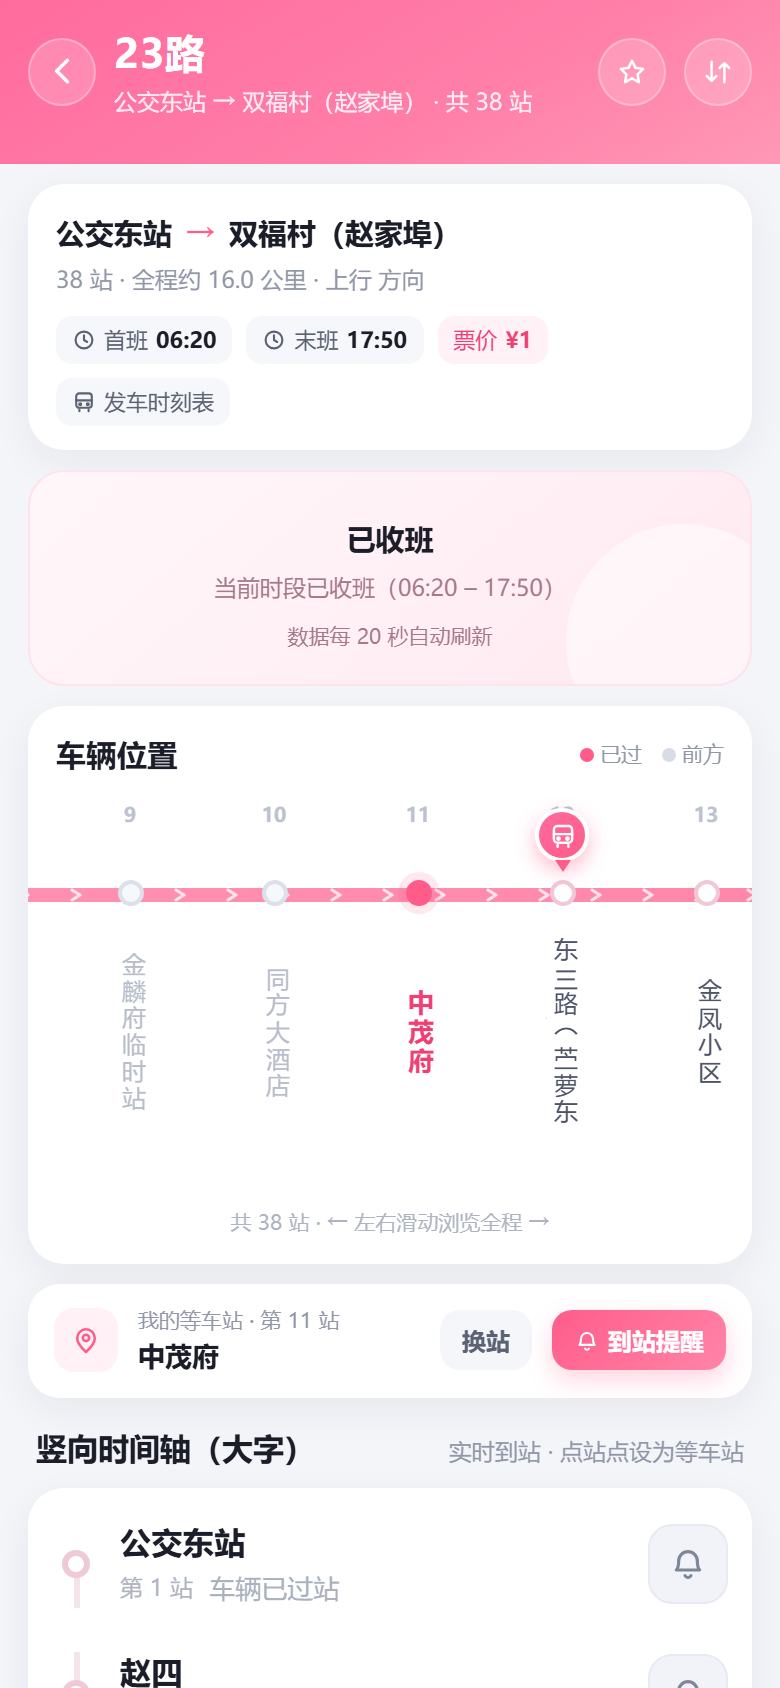 23路
公交东站 → 双福村（赵家埠） · 共 38 站
公交东站 → 双福村（赵家埠）
38 站 · 全程约 16.0 公里 · 上行 方向
首班 06:20
末班 17:50
票价 ¥1
发车时刻表
已收班
当前时段已收班（06:20 – 17:50）
数据每 20 秒自动刷新
车辆位置
已过
前方
9
10
11
13
金麟府临时站
同方大酒店
中茂府
东三路（苎萝东
金凤小区
共 38 站 · ← 左右滑动浏览全程 →
我的等车站 · 第 11 站
中茂府
换站
到站提醒
竖向时间轴（大字）
实时到站 · 点站点设为等车站
公交东站
第 1 站 车辆已过站
赵四